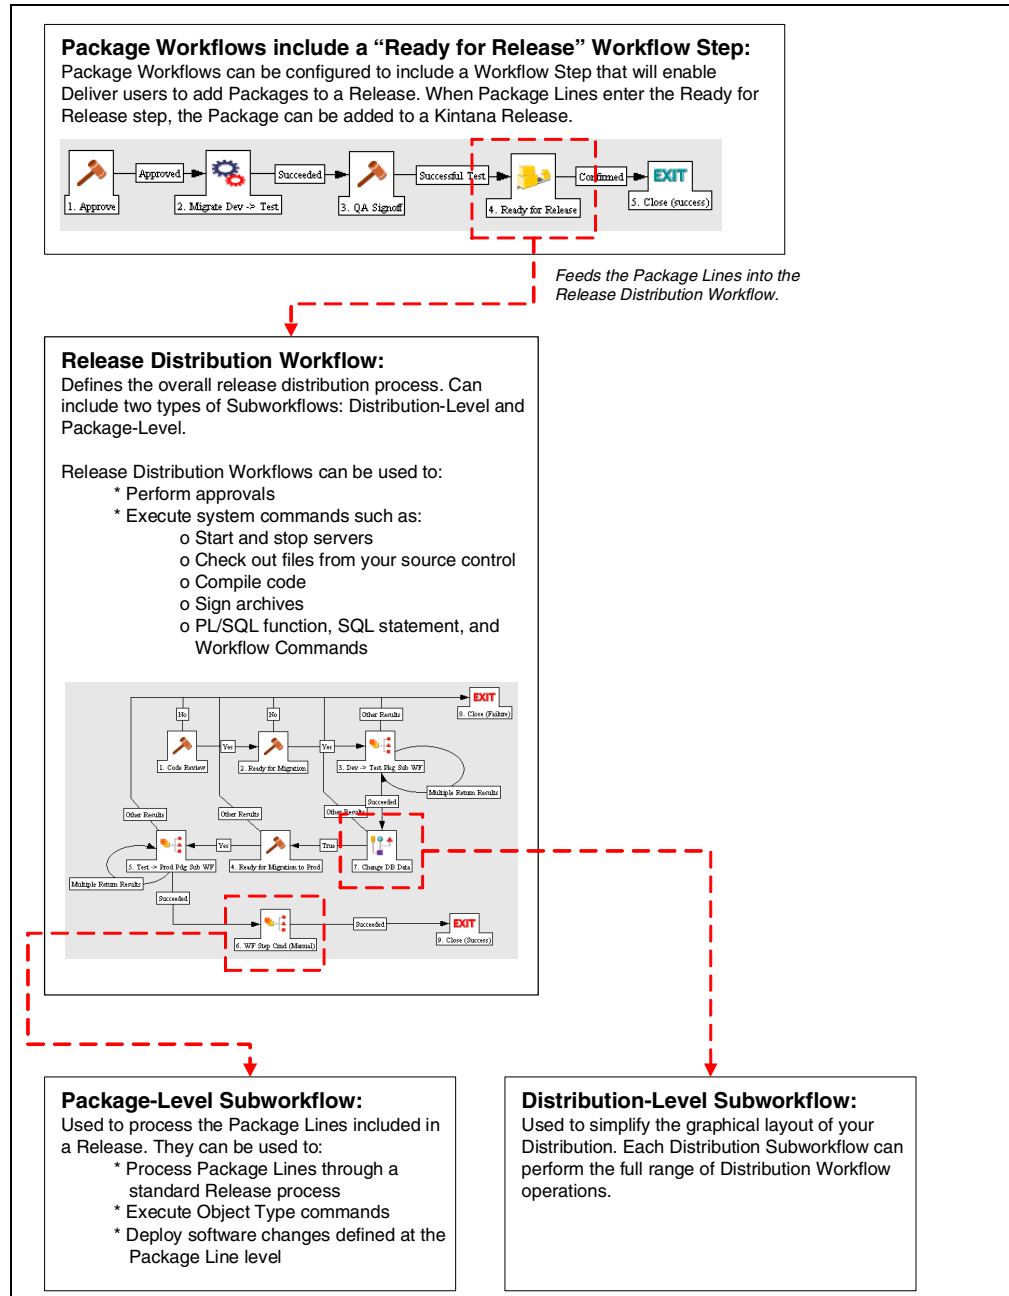 Package Workflows include a “Ready for Release” Workflow Step:
Package Workflows can be configured to include a Workflow Step that will enable
Deliver users to add Packages to a Release. When Package Lines enter the Ready for
Release step, the Package can be added to a Kintana Release.
Approved
Succeeded
Successful Test
Confirmed
EXIT
1. Approve
2. Migrate Dev -> Test
3. QA Signoff
4. Ready for Release
5. Close (success)
Feeds the Package Lines into the
Release Distribution Workflow.
Release Distribution Workflow:
Defines the overall release distribution process. Can
include two types of Subworkflows: Distribution-Level and
Package-Level.
Release Distribution Workflows can be used to:
* Perform approvals
* Execute system commands such as:
o Start and stop servers
o Check out files from your source control
o Compile code
o Sign archives
o PL/SQL function, SQL statement, and
Workflow Commands
EXIT
8. Close (Failure)
No
No
Other Results
Yes
Yes
1. Code Review
2. Ready for Migration
3. Dev -> Test Pkg Sub WF
Multiple Return Results
Succeeded
Other Results
Other Results
Other Results
Yes
True
5. Test -> Prod Pdg Sub WF
4. Ready for Migration to Prod
7. Change DB Data
Multiple Return Results
Succeeded
Succeeded
EXIT
6. WF Step Cmd (Manual)
9. Close (Success)
Package-Level Subworkflow:
Used to process the Package Lines included in
a Release. They can be used to:
* Process Package Lines through a
standard Release process
* Execute Object Type commands
* Deploy software changes defined at the
Package Line level
Distribution-Level Subworkflow:
Used to simplify the graphical layout of your
Distribution. Each Distribution Subworkflow can
perform the full range of Distribution Workflow
operations.